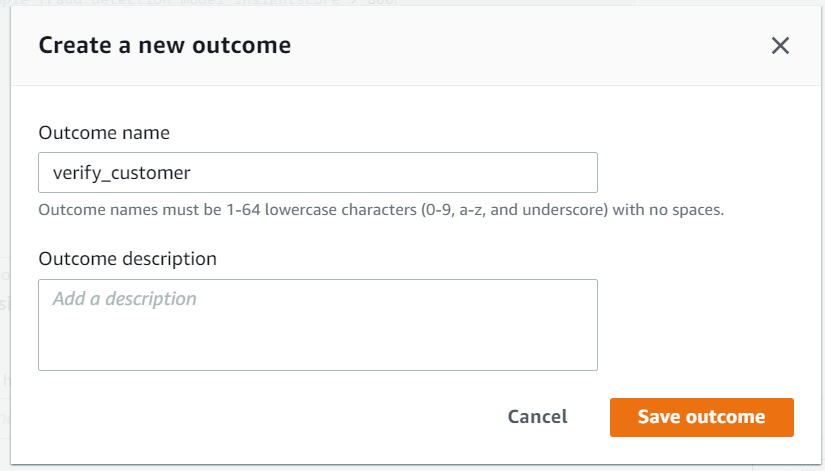 Create a new outcome
Outcome name
verify_customer
Outcome names must be 1-64 lowercase characters (0-9, a-z, and underscore) with no spaces.
Outcome description
Add a description
Cancel
Save outcome